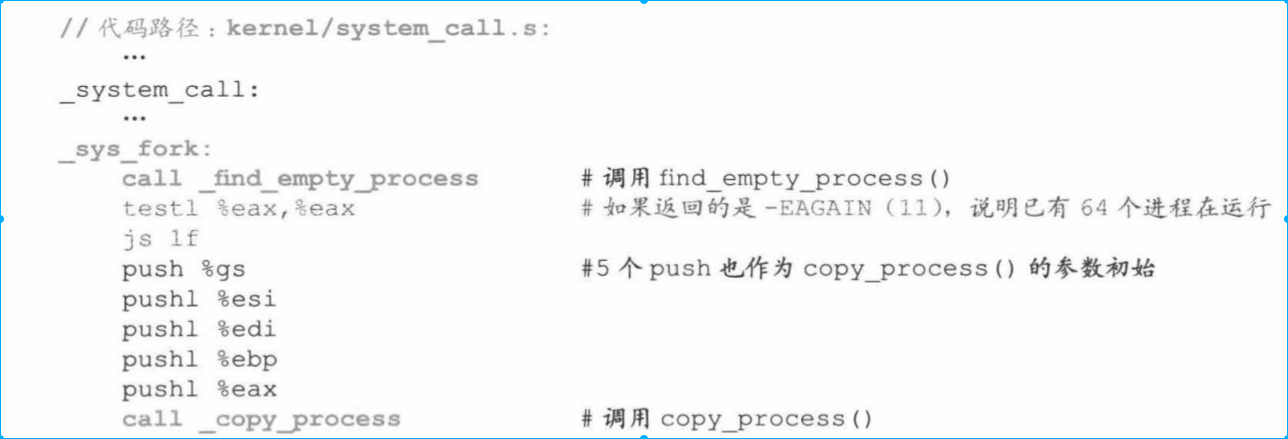 // 代码路径：kernel/system_call.s:
…
_system_call:
…
_sys_fork:
call _find_empty_process # 调用 find_empty_process()
testl %eax,%eax # 如果返回的是 -EAGAIN (11), 说明已有 64 个进程在运行
js 1f
push %gs #5 个 push 也作为 copy_process() 的参数初始
pushl %esi
pushl %edi
pushl %ebp
pushl %eax
call _copy_process # 调用 copy_process()